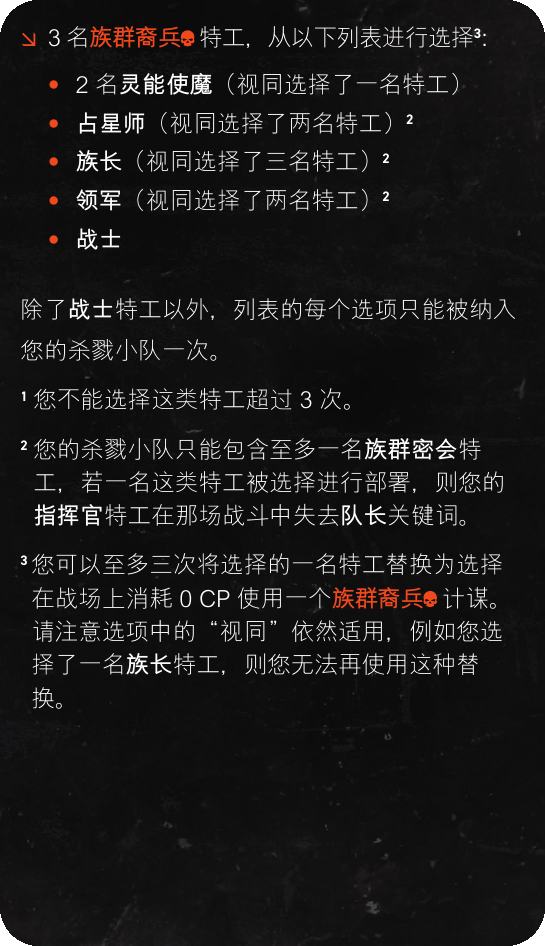 ↘ 3 名族群裔兵💀特工，从以下列表进行选择³:
• 2 名灵能使魔（视同选择了一名特工）
• 占星师（视同选择了两名特工）²
• 族长（视同选择了三名特工）²
• 领军（视同选择了两名特工）²
• 战士
除了战士特工以外，列表的每个选项只能被纳入
您的杀戮小队一次。
¹ 您不能选择这类特工超过 3 次。
² 您的杀戮小队只能包含至多一名族群密会特
工，若一名这类特工被选择进行部署，则您的
指挥官特工在那场战斗中失去队长关键词。
³ 您可以至多三次将选择的一名特工替换为选择
在战场上消耗 0 CP 使用一个族群裔兵💀计谋。
请注意选项中的“视同”依然适用，例如您选
择了一名族长特工，则您无法再使用这种替
换。